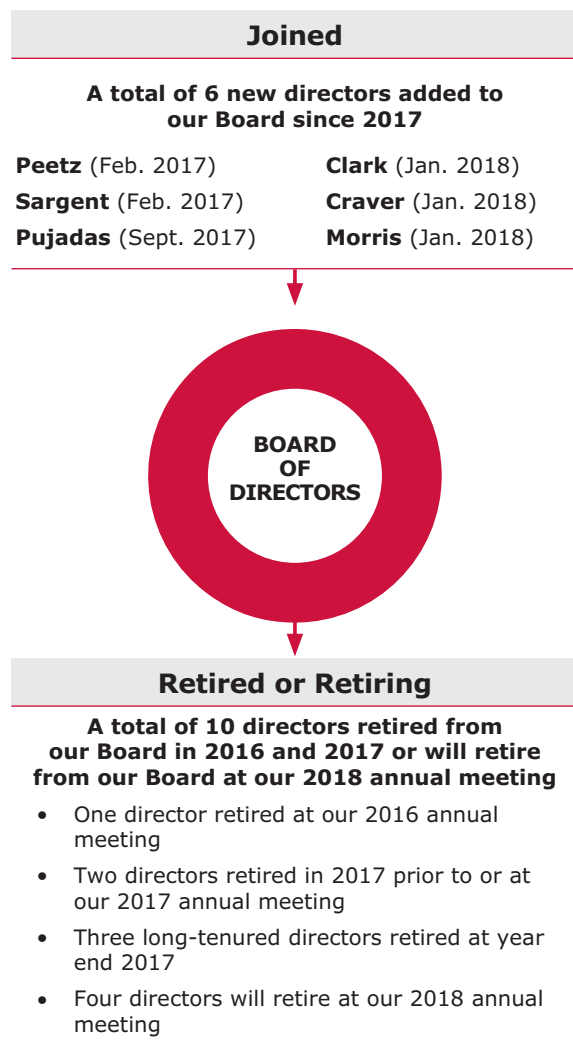 Joined
A total of 6 new directors added to
our Board since 2017
Peetz (Feb. 2017) Clark (Jan. 2018)
Sargent (Feb. 2017) Craver (Jan. 2018)
Pujadas (Sept. 2017) Morris (Jan. 2018)
BOARD
OF
DIRECTORS
Retired or Retiring
A total of 10 directors retired from
our Board in 2016 and 2017 or will retire
from our Board at our 2018 annual meeting
• One director retired at our 2016 annual
meeting
• Two directors retired in 2017 prior to or at
our 2017 annual meeting
• Three long-tenured directors retired at year
end 2017
• Four directors will retire at our 2018 annual
meeting